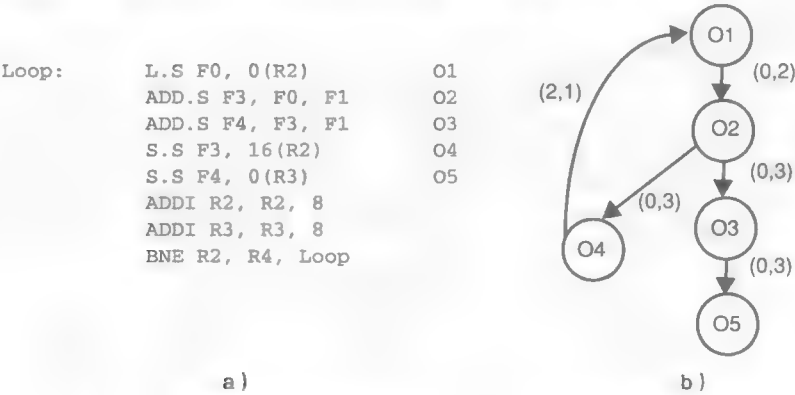 Loop: L.S F0, 0(R2) O1
ADD.S F3, F0, F1 O2
ADD.S F4, F3, F1 O3
S.S F3, 16(R2) O4
S.S F4, 0(R3) O5
ADDI R2, R2, 8
ADDI R3, R3, 8
BNE R2, R4, Loop
a)
O1
(0,2)
(2,1)
O2
(0,3)
(0,3)
O3
O4
(0,3)
O5
b)